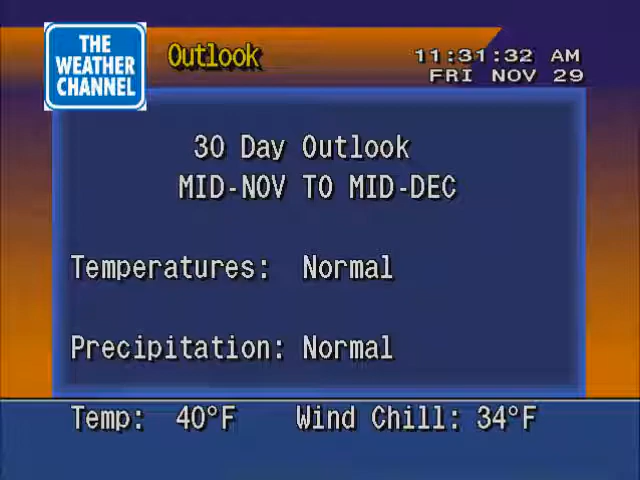 THE
WEATHER
CHANNEL
Outlook
11:31:32 AM
FRI NOV 29
30 Day Outlook
MID-NOV TO MID-DEC
Temperatures: Normal
Precipitation: Normal
Temp: 40°F Wind Chill: 34°F